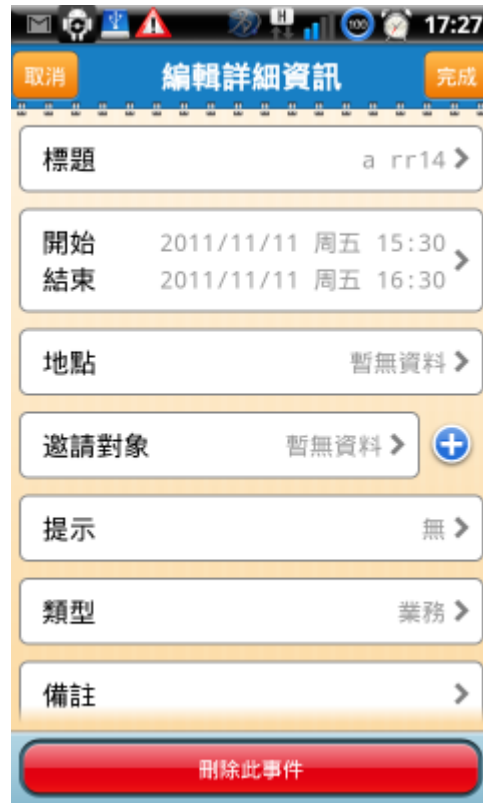 H 100 17:27
取消 編輯詳細資訊 完成
標題 a rr14
開始 2011/11/11 周五 15:30
結束 2011/11/11 周五 16:30
地點 暫無資料
邀請對象 暫無資料
提示 無
類型 業務
備註
刪除此事件